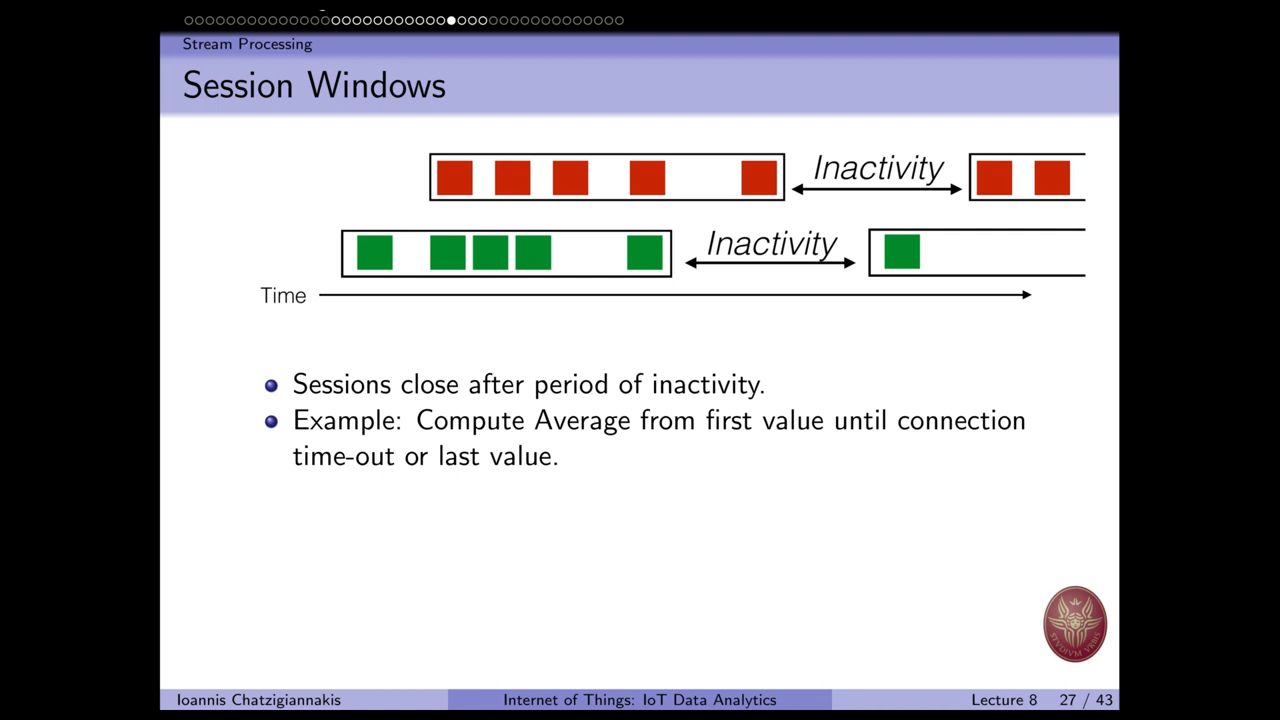 Stream Processing
Session Windows
Inactivity
Inactivity
Time
Sessions close after period of inactivity.
Example: Compute Average from first value until connection
time-out or last value.
STVDIVM VRBIS
Ioannis Chatzigiannakis
Internet of Things: IoT Data Analytics
Lecture 8
27 / 43